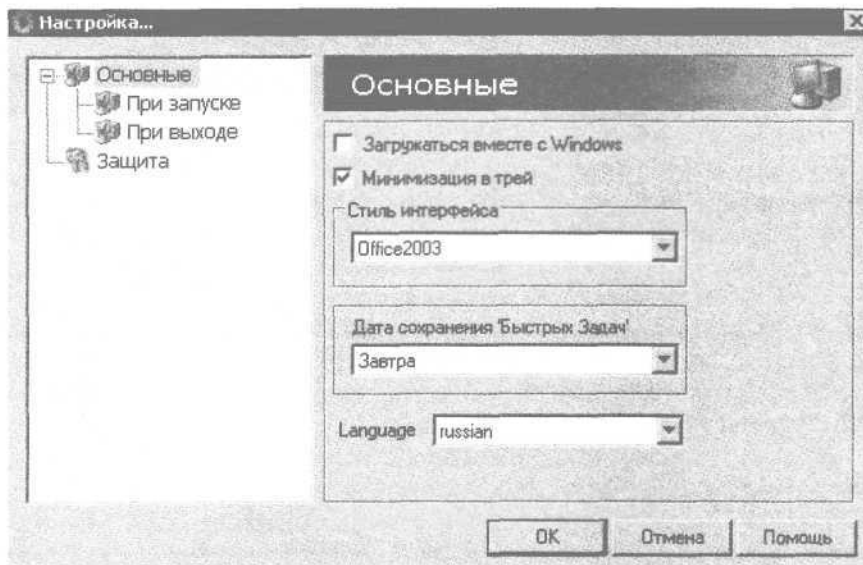 Настройка...
Основные
При запуске
При выходе
Защита
Основные
Загружаться вместе с Windows
Минимизация в трей
Стиль интерфейса
Office2003
Дата сохранения 'Быстрых Задач'
Завтра
Language russian
OK Отмена Помощь